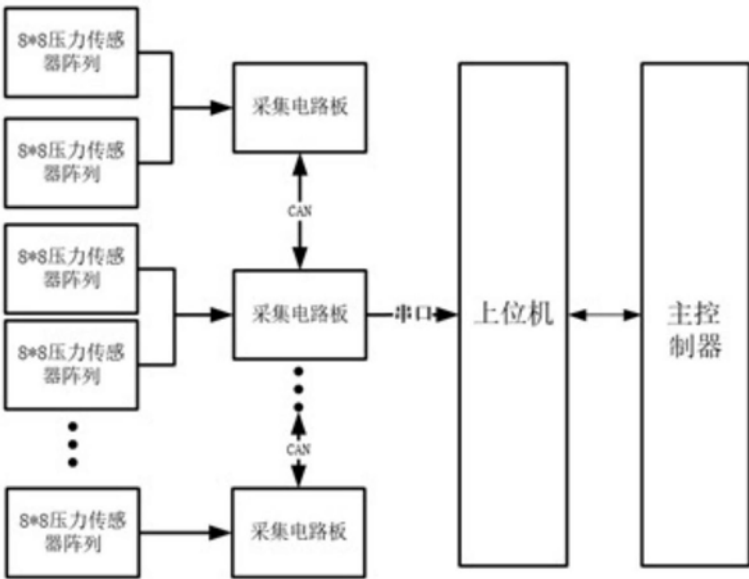 8*8压力传感
器阵列
采集电路板
8*8压力传感
器阵列
CAN
8*8压力传感
器阵列
采集电路板
串口
上位机
主控
制器
8*8压力传感
器阵列
CAN
8*8压力传感
器阵列
采集电路板